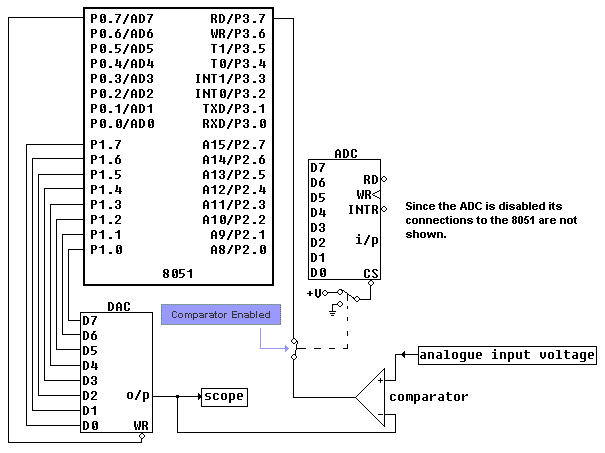 P0.7/AD7 RD/P3.7
P0.6/AD6 WR/P3.6
P0.5/AD5 T1/P3.5
P0.4/AD4 T0/P3.4
P0.3/AD3 INT1/P3.3
P0.2/AD2 INT0/P3.2
P0.1/AD1 TXD/P3.1
P0.0/AD0 RXD/P3.0
P1.7 A15/P2.7
P1.6 A14/P2.6
P1.5 A13/P2.5
P1.4 A12/P2.4
P1.3 A11/P2.3
P1.2 A10/P2.2
P1.1 A9/P2.1
P1.0 A8/P2.0
8051
ADC
D7
D6 RD
D5 WR
D4 INTR
D3
D2 i/p
D1
D0 CS
+V
Since the ADC is disabled its
connections to the 8051 are not
shown.
Comparator Enabled
DAC
D7
D6
D5
D4
D3
D2 o/p
D1
D0 WR
scope
+
-
comparator
analogue input voltage